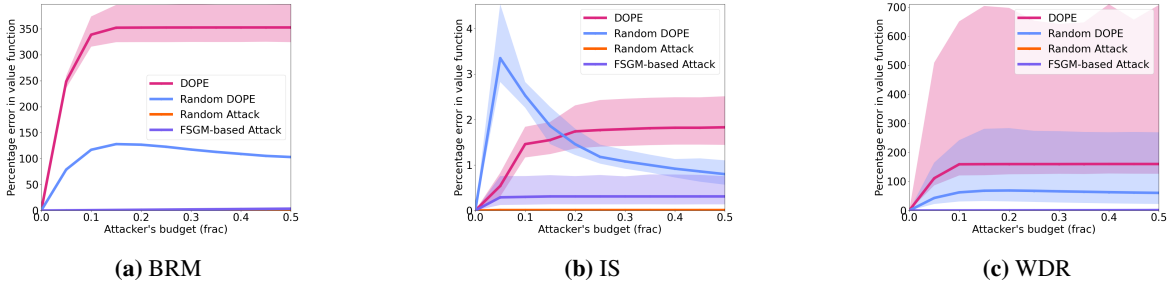 Percentage error in value function
350
300
250
200
150
100
50
0
DOPE
Random DOPE
Random Attack
FSGM-based Attack
0.0 0.1 0.2 0.3 0.4 0.5
Attacker's budget (frac)
(a) BRM
Percentage error in value function
4
3
2
1
0
DOPE
Random DOPE
Random Attack
FSGM-based Attack
0.0 0.1 0.2 0.3 0.4 0.5
Attacker's budget (frac)
(b) IS
Percentage error in value function
700
600
500
400
300
200
100
0
DOPE
Random DOPE
Random Attack
FSGM-based Attack
0.0 0.1 0.2 0.3 0.4 0.5
Attacker's budget (frac)
(c) WDR